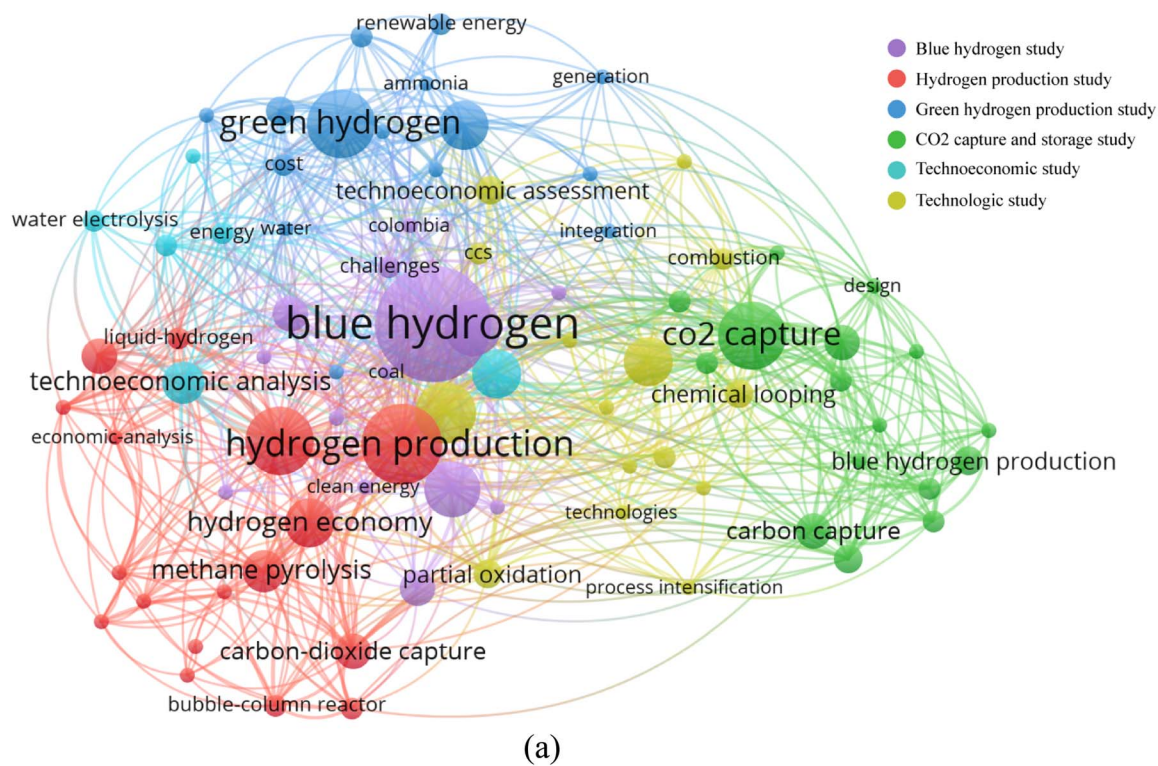 renewable energy
ammonia
generation
green hydrogen
cost
technoeconomic assessment
water electrolysis
energy
water
colombia
integration
ccs
challenges
combustion
design
blue hydrogen
co2 capture
liquid-hydrogen
coal
technoeconomic analysis
chemical looping
economic-analysis
hydrogen production
blue hydrogen production
clean energy
technologies
hydrogen economy
carbon capture
methane pyrolysis
partial oxidation
process intensification
carbon-dioxide capture
bubble-column reactor
Blue hydrogen study
Hydrogen production study
Green hydrogen production study
CO2 capture and storage study
Technoeconomic study
Technologic study
(a)